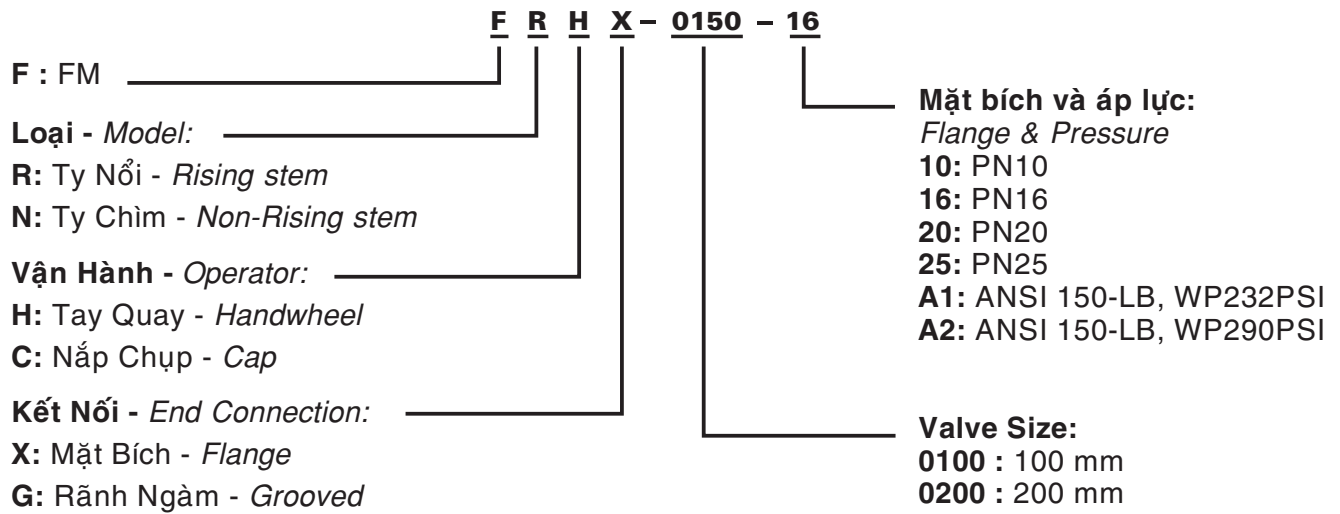 F R H X – 0150 – 16
F : FM
Loại - Model:
R: Ty Nổi - Rising stem
N: Ty Chìm - Non-Rising stem
Vận Hành - Operator:
H: Tay Quay - Handwheel
C: Nắp Chụp - Cap
Kết Nối - End Connection:
X: Mặt Bích - Flange
G: Rãnh Ngàm - Grooved
Mặt bích và áp lực:
Flange & Pressure
10: PN10
16: PN16
20: PN20
25: PN25
A1: ANSI 150-LB, WP232PSI
A2: ANSI 150-LB, WP290PSI
Valve Size:
0100 : 100 mm
0200 : 200 mm